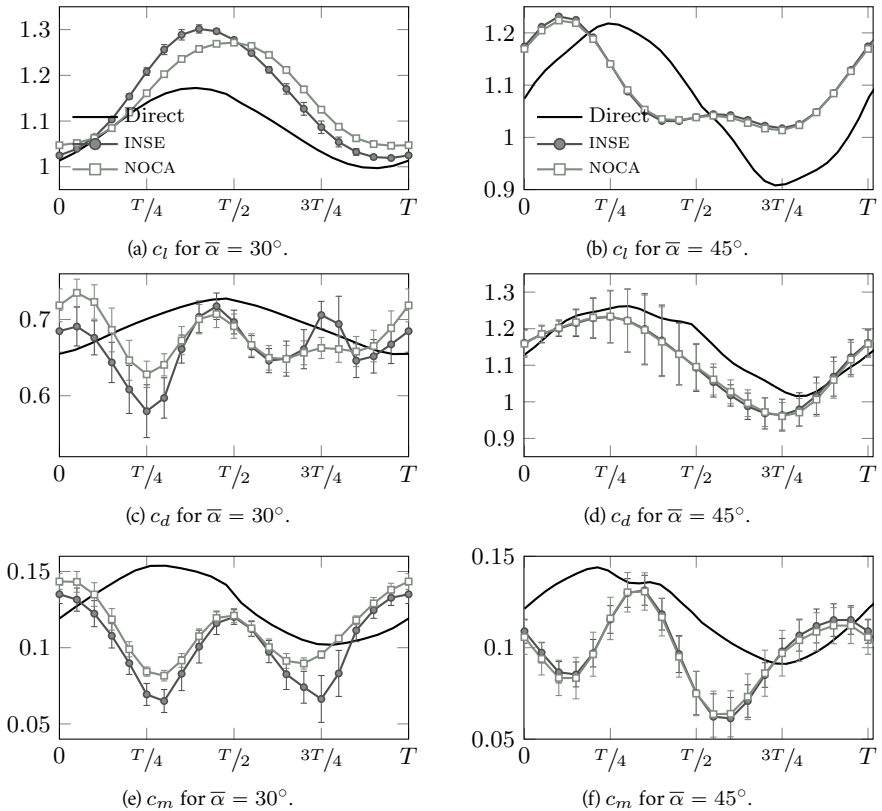 1.3
1.2
1.1
1
Direct
INSE
NOCA
0 T/4 T/2 3T/4 T
(a) c_l for α̅ = 30°.
1.2
1.1
1.0
0.9
Direct
INSE
NOCA
0 T/4 T/2 3T/4 T
(b) c_l for α̅ = 45°.
0.7
0.6
0 T/4 T/2 3T/4 T
(c) c_d for α̅ = 30°.
1.3
1.2
1.1
1
0.9
0 T/4 T/2 3T/4 T
(d) c_d for α̅ = 45°.
0.15
0.1
0.05
0 T/4 T/2 3T/4 T
(e) c_m for α̅ = 30°.
0.15
0.10
0.05
0 T/4 T/2 3T/4 T
(f) c_m for α̅ = 45°.